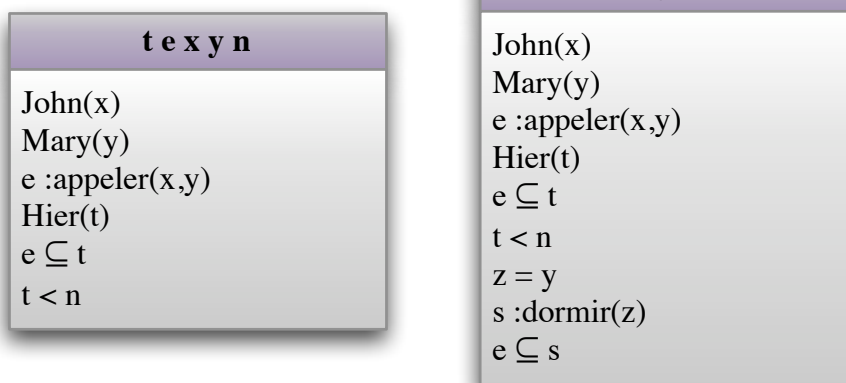 t e x y n
John(x)
Mary(y)
e :appeler(x,y)
Hier(t)
e ⊆ t
t < n
John(x)
Mary(y)
e :appeler(x,y)
Hier(t)
e ⊆ t
t < n
z = y
s :dormir(z)
e ⊆ s